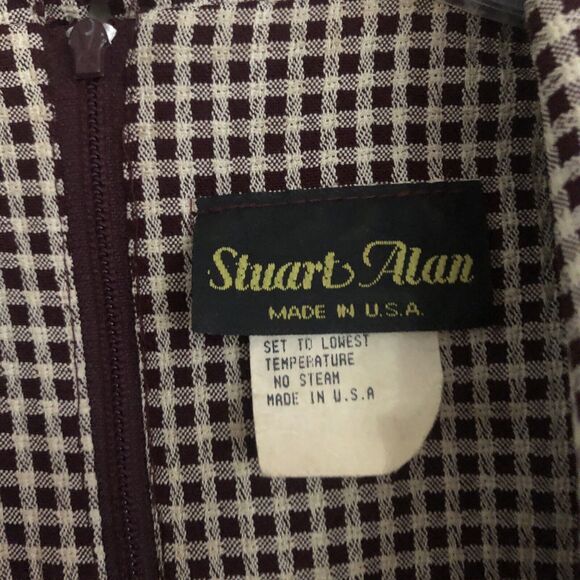 Stuart Alan
MADE IN U.S.A.
SET TO LOWEST
TEMPERATURE
NO STEAM
MADE IN U.S.A